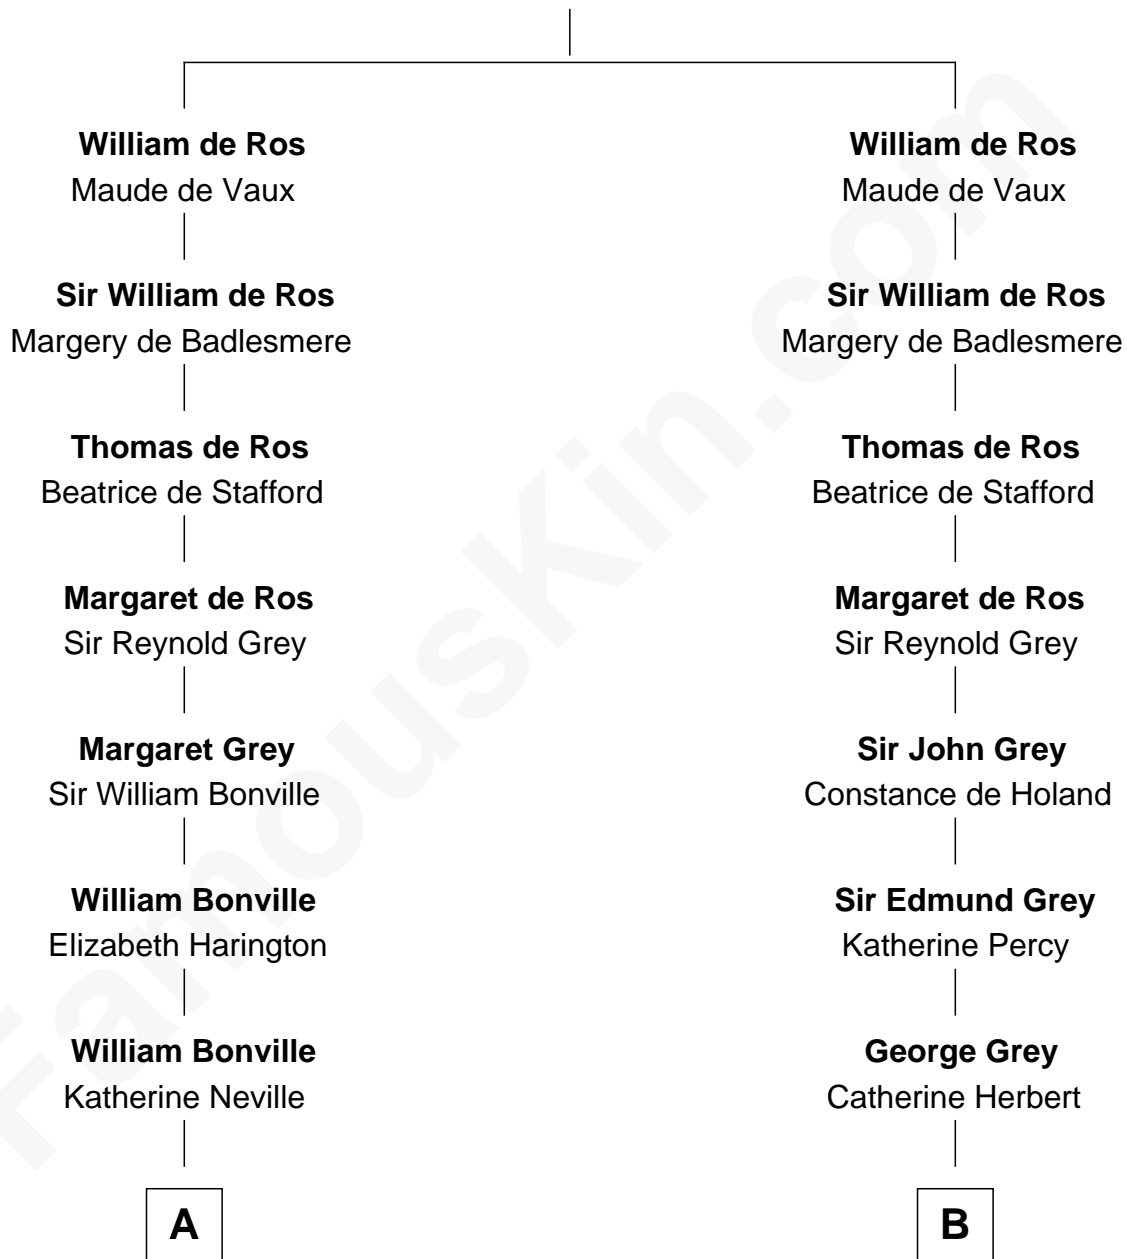 William de Ros
Maude de Vaux
Sir William de Ros
Margery de Badlesmere
Thomas de Ros
Beatrice de Stafford
Margaret de Ros
Sir Reynold Grey
Margaret Grey
Sir William Bonville
William Bonville
Elizabeth Harington
William Bonville
Katherine Neville
A
William de Ros
Maude de Vaux
Sir William de Ros
Margery de Badlesmere
Thomas de Ros
Beatrice de Stafford
Margaret de Ros
Sir Reynold Grey
Sir John Grey
Constance de Holand
Sir Edmund Grey
Katherine Percy
George Grey
Catherine Herbert
B
FamousKin.com